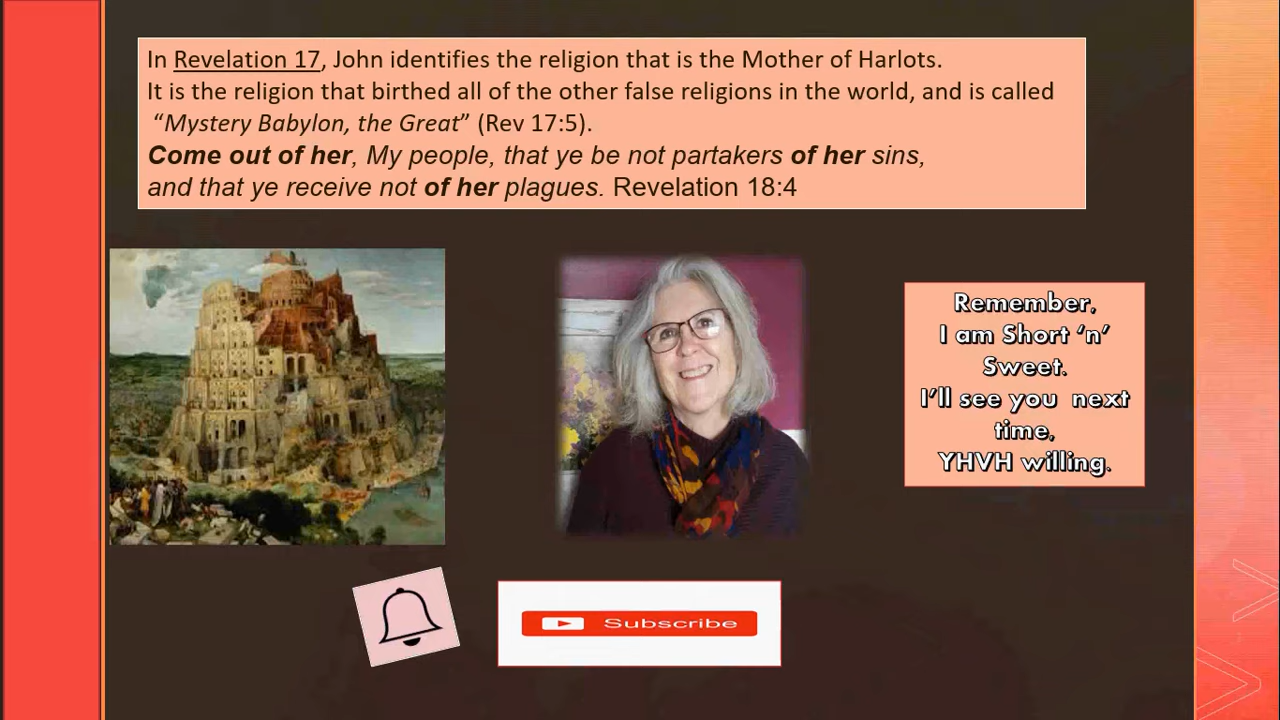 In Revelation 17, John identifies the religion that is the Mother of Harlots.
It is the religion that birthed all of the other false religions in the world, and is called
“Mystery Babylon, the Great” (Rev 17:5).
Come out of her, My people, that ye be not partakers of her sins,
and that ye receive not of her plagues. Revelation 18:4
Remember,
I am Short ‘n’
Sweet.
I’ll see you next
time,
YHVH willing.
Subscribe